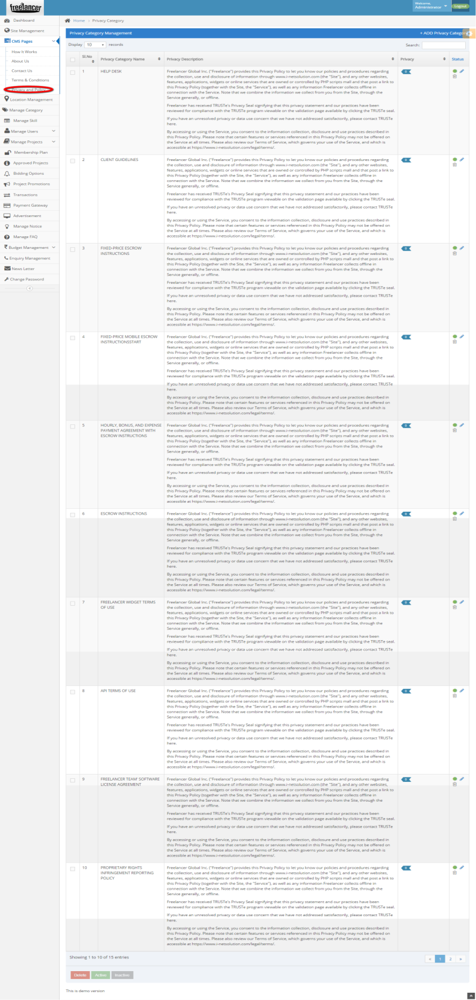 freelancer
Welcome,
Administrator
Logout
Dashboard
Site Management
CMS Pages
How It Works
About Us
Contact Us
Terms & Conditions
Privacy and Policy
Location Management
Manage Category
Manage Skill
Manage Users
Manage Projects
Membership Plan
Approved Projects
Bidding Options
Project Promotions
Transactions
Payment Gateway
Advertisement
Manage Notice
Manage FAQ
Budget Management
Enquiry Management
News Letter
Change Password
Home > Privacy Category
Privacy Category Management
+ ADD Privacy Category
Display 10 records
Search:
Sl.No
Privacy Category Name
Privacy Description
Privacy
Status
1
HELP DESK
Freelancer Global Inc. ("Freelance") provides this Privacy Policy to let you know our policies and procedures regarding
the collection, use and disclosure of information through www.i-netsolution.com (the "Site"), and any other websites,
features, applications, widgets or online services that are owned or controlled by PHP scripts mall and that post a link to
this Privacy Policy (together with the Site, the "Service"), as well as any information Freelancer collects offline in
connection with the Service. Note that we combine the information we collect from you from the Site, through the
Service generally, or offline.
Freelancer has received TRUSTe's Privacy Seal signifying that this privacy statement and our practices have been
reviewed for compliance with the TRUSTe program viewable on the validation page available by clicking the TRUSTe seal.
If you have an unresolved privacy or data use concern that we have not addressed satisfactorily, please contact TRUSTe
here.
By accessing or using the Service, you consent to the information collection, disclosure and use practices described in
this Privacy Policy. Please note that certain features or services referenced in this Privacy Policy may not be offered on
the Service at all times. Please also review our Terms of Service, which governs your use of the Service, and which is
accessible at https://www.i-netsolution.com/legal/terms/.
0
2
CLIENT GUIDELINES
Freelancer Global Inc. ("Freelance") provides this Privacy Policy to let you know our policies and procedures regarding
the collection, use and disclosure of information through www.i-netsolution.com (the "Site"), and any other websites,
features, applications, widgets or online services that are owned or controlled by PHP scripts mall and that post a link to
this Privacy Policy (together with the Site, the "Service"), as well as any information Freelancer collects offline in
connection with the Service. Note that we combine the information we collect from you from the Site, through the
Service generally, or offline.
Freelancer has received TRUSTe's Privacy Seal signifying that this privacy statement and our practices have been
reviewed for compliance with the TRUSTe program viewable on the validation page available by clicking the TRUSTe seal.
If you have an unresolved privacy or data use concern that we have not addressed satisfactorily, please contact TRUSTe
here.
By accessing or using the Service, you consent to the information collection, disclosure and use practices described in
this Privacy Policy. Please note that certain features or services referenced in this Privacy Policy may not be offered on
the Service at all times. Please also review our Terms of Service, which governs your use of the Service, and which is
accessible at https://www.i-netsolution.com/legal/terms/.
0
3
FIXED-PRICE ESCROW
INSTRUCTIONS
Freelancer Global Inc. ("Freelance") provides this Privacy Policy to let you know our policies and procedures regarding
the collection, use and disclosure of information through www.i-netsolution.com (the "Site"), and any other websites,
features, applications, widgets or online services that are owned or controlled by PHP scripts mall and that post a link to
this Privacy Policy (together with the Site, the "Service"), as well as any information Freelancer collects offline in
connection with the Service. Note that we combine the information we collect from you from the Site, through the
Service generally, or offline.
Freelancer has received TRUSTe's Privacy Seal signifying that this privacy statement and our practices have been
reviewed for compliance with the TRUSTe program viewable on the validation page available by clicking the TRUSTe seal.
If you have an unresolved privacy or data use concern that we have not addressed satisfactorily, please contact TRUSTe
here.
By accessing or using the Service, you consent to the information collection, disclosure and use practices described in
this Privacy Policy. Please note that certain features or services referenced in this Privacy Policy may not be offered on
the Service at all times. Please also review our Terms of Service, which governs your use of the Service, and which is
accessible at https://www.i-netsolution.com/legal/terms/.
0
4
FIXED-PRICE MOBILE ESCROW
INSTRUCTIONSSTART
Freelancer Global Inc. ("Freelance") provides this Privacy Policy to let you know our policies and procedures regarding
the collection, use and disclosure of information through www.i-netsolution.com (the "Site"), and any other websites,
features, applications, widgets or online services that are owned or controlled by PHP scripts mall and that post a link to
this Privacy Policy (together with the Site, the "Service"), as well as any information Freelancer collects offline in
connection with the Service. Note that we combine the information we collect from you from the Site, through the
Service generally, or offline.
Freelancer has received TRUSTe's Privacy Seal signifying that this privacy statement and our practices have been
reviewed for compliance with the TRUSTe program viewable on the validation page available by clicking the TRUSTe seal.
If you have an unresolved privacy or data use concern that we have not addressed satisfactorily, please contact TRUSTe
here.
By accessing or using the Service, you consent to the information collection, disclosure and use practices described in
this Privacy Policy. Please note that certain features or services referenced in this Privacy Policy may not be offered on
the Service at all times. Please also review our Terms of Service, which governs your use of the Service, and which is
accessible at https://www.i-netsolution.com/legal/terms/.
0
5
HOURLY, BONUS, AND EXPENSE
PAYMENT AGREEMENT WITH
ESCROW INSTRUCTIONS
Freelancer Global Inc. ("Freelance") provides this Privacy Policy to let you know our policies and procedures regarding
the collection, use and disclosure of information through www.i-netsolution.com (the "Site"), and any other websites,
features, applications, widgets or online services that are owned or controlled by PHP scripts mall and that post a link to
this Privacy Policy (together with the Site, the "Service"), as well as any information Freelancer collects offline in
connection with the Service. Note that we combine the information we collect from you from the Site, through the
Service generally, or offline.
Freelancer has received TRUSTe's Privacy Seal signifying that this privacy statement and our practices have been
reviewed for compliance with the TRUSTe program viewable on the validation page available by clicking the TRUSTe seal.
If you have an unresolved privacy or data use concern that we have not addressed satisfactorily, please contact TRUSTe
here.
By accessing or using the Service, you consent to the information collection, disclosure and use practices described in
this Privacy Policy. Please note that certain features or services referenced in this Privacy Policy may not be offered on
the Service at all times. Please also review our Terms of Service, which governs your use of the Service, and which is
accessible at https://www.i-netsolution.com/legal/terms/.
0
6
ESCROW INSTRUCTIONS
Freelancer Global Inc. ("Freelance") provides this Privacy Policy to let you know our policies and procedures regarding
the collection, use and disclosure of information through www.i-netsolution.com (the "Site"), and any other websites,
features, applications, widgets or online services that are owned or controlled by PHP scripts mall and that post a link to
this Privacy Policy (together with the Site, the "Service"), as well as any information Freelancer collects offline in
connection with the Service. Note that we combine the information we collect from you from the Site, through the
Service generally, or offline.
Freelancer has received TRUSTe's Privacy Seal signifying that this privacy statement and our practices have been
reviewed for compliance with the TRUSTe program viewable on the validation page available by clicking the TRUSTe seal.
If you have an unresolved privacy or data use concern that we have not addressed satisfactorily, please contact TRUSTe
here.
By accessing or using the Service, you consent to the information collection, disclosure and use practices described in
this Privacy Policy. Please note that certain features or services referenced in this Privacy Policy may not be offered on
the Service at all times. Please also review our Terms of Service, which governs your use of the Service, and which is
accessible at https://www.i-netsolution.com/legal/terms/.
0
7
FREELANCER WIDGET TERMS
OF USE
Freelancer Global Inc. ("Freelance") provides this Privacy Policy to let you know our policies and procedures regarding
the collection, use and disclosure of information through www.i-netsolution.com (the "Site"), and any other websites,
features, applications, widgets or online services that are owned or controlled by PHP scripts mall and that post a link to
this Privacy Policy (together with the Site, the "Service"), as well as any information Freelancer collects offline in
connection with the Service. Note that we combine the information we collect from you from the Site, through the
Service generally, or offline.
Freelancer has received TRUSTe's Privacy Seal signifying that this privacy statement and our practices have been
reviewed for compliance with the TRUSTe program viewable on the validation page available by clicking the TRUSTe seal.
If you have an unresolved privacy or data use concern that we have not addressed satisfactorily, please contact TRUSTe
here.
By accessing or using the Service, you consent to the information collection, disclosure and use practices described in
this Privacy Policy. Please note that certain features or services referenced in this Privacy Policy may not be offered on
the Service at all times. Please also review our Terms of Service, which governs your use of the Service, and which is
accessible at https://www.i-netsolution.com/legal/terms/.
0
8
API TERMS OF USE
Freelancer Global Inc. ("Freelance") provides this Privacy Policy to let you know our policies and procedures regarding
the collection, use and disclosure of information through www.i-netsolution.com (the "Site"), and any other websites,
features, applications, widgets or online services that are owned or controlled by PHP scripts mall and that post a link to
this Privacy Policy (together with the Site, the "Service"), as well as any information Freelancer collects offline in
connection with the Service. Note that we combine the information we collect from you from the Site, through the
Service generally, or offline.
Freelancer has received TRUSTe's Privacy Seal signifying that this privacy statement and our practices have been
reviewed for compliance with the TRUSTe program viewable on the validation page available by clicking the TRUSTe seal.
If you have an unresolved privacy or data use concern that we have not addressed satisfactorily, please contact TRUSTe
here.
By accessing or using the Service, you consent to the information collection, disclosure and use practices described in
this Privacy Policy. Please note that certain features or services referenced in this Privacy Policy may not be offered on
the Service at all times. Please also review our Terms of Service, which governs your use of the Service, and which is
accessible at https://www.i-netsolution.com/legal/terms/.
0
9
FREELANCER TEAM' SOFTWARE
LICENSE AGREEMENT
Freelancer Global Inc. ("Freelance") provides this Privacy Policy to let you know our policies and procedures regarding
the collection, use and disclosure of information through www.i-netsolution.com (the "Site"), and any other websites,
features, applications, widgets or online services that are owned or controlled by PHP scripts mall and that post a link to
this Privacy Policy (together with the Site, the "Service"), as well as any information Freelancer collects offline in
connection with the Service. Note that we combine the information we collect from you from the Site, through the
Service generally, or offline.
Freelancer has received TRUSTe's Privacy Seal signifying that this privacy statement and our practices have been
reviewed for compliance with the TRUSTe program viewable on the validation page available by clicking the TRUSTe seal.
If you have an unresolved privacy or data use concern that we have not addressed satisfactorily, please contact TRUSTe
here.
By accessing or using the Service, you consent to the information collection, disclosure and use practices described in
this Privacy Policy. Please note that certain features or services referenced in this Privacy Policy may not be offered on
the Service at all times. Please also review our Terms of Service, which governs your use of the Service, and which is
accessible at https://www.i-netsolution.com/legal/terms/.
0
10
PROPRIETARY RIGHTS
INFRINGEMENT REPORTING
POLICY
Freelancer Global Inc. ("Freelance") provides this Privacy Policy to let you know our policies and procedures regarding
the collection, use and disclosure of information through www.i-netsolution.com (the "Site"), and any other websites,
features, applications, widgets or online services that are owned or controlled by PHP scripts mall and that post a link to
this Privacy Policy (together with the Site, the "Service"), as well as any information Freelancer collects offline in
connection with the Service. Note that we combine the information we collect from you from the Site, through the
Service generally, or offline.
Freelancer has received TRUSTe's Privacy Seal signifying that this privacy statement and our practices have been
reviewed for compliance with the TRUSTe program viewable on the validation page available by clicking the TRUSTe seal.
If you have an unresolved privacy or data use concern that we have not addressed satisfactorily, please contact TRUSTe
here.
By accessing or using the Service, you consent to the information collection, disclosure and use practices described in
this Privacy Policy. Please note that certain features or services referenced in this Privacy Policy may not be offered on
the Service at all times. Please also review our Terms of Service, which governs your use of the Service, and which is
accessible at https://www.i-netsolution.com/legal/terms/.
0
Showing 1 to 10 of 15 entries
« 1 2 »
Delete Active Inactive
This is demo version